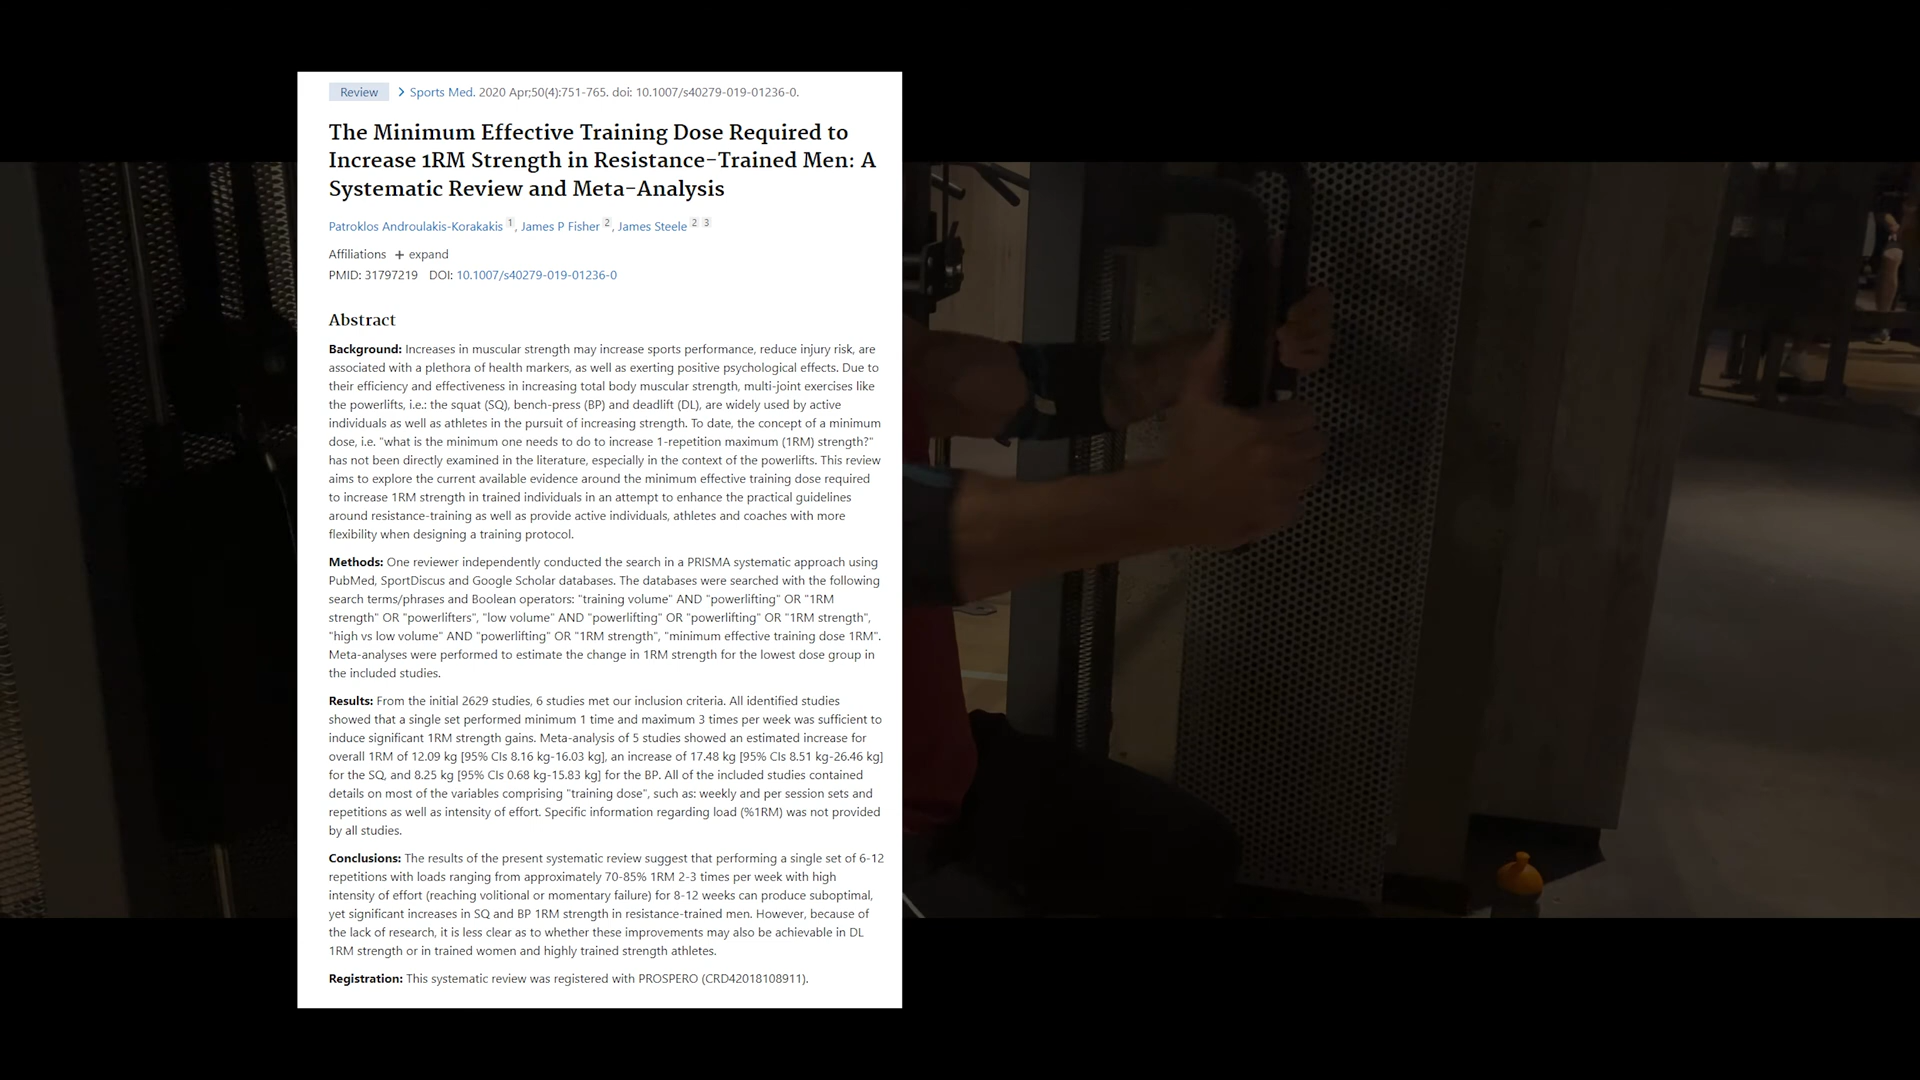 Review > Sports Med. 2020 Apr;50(4):751-765. doi: 10.1007/s40279-019-01236-0.
The Minimum Effective Training Dose Required to
Increase 1RM Strength in Resistance-Trained Men: A
Systematic Review and Meta-Analysis
Patroklos Androulakis-Korakakis 1, James P Fisher 2, James Steele 2 3
Affiliations + expand
PMID: 31797219 DOI: 10.1007/s40279-019-01236-0
Abstract
Background: Increases in muscular strength may increase sports performance, reduce injury risk, are
associated with a plethora of health markers, as well as exerting positive psychological effects. Due to
their efficiency and effectiveness in increasing total body muscular strength, multi-joint exercises like
the powerlifts, i.e.: the squat (SQ), bench-press (BP) and deadlift (DL), are widely used by active
individuals as well as athletes in the pursuit of increasing strength. To date, the concept of a minimum
dose, i.e. "what is the minimum one needs to do to increase 1-repetition maximum (1RM) strength?"
has not been directly examined in the literature, especially in the context of the powerlifts. This review
aims to explore the current available evidence around the minimum effective training dose required
to increase 1RM strength in trained individuals in an attempt to enhance the practical guidelines
around resistance-training as well as provide active individuals, athletes and coaches with more
flexibility when designing a training protocol.
Methods: One reviewer independently conducted the search in a PRISMA systematic approach using
PubMed, SportDiscus and Google Scholar databases. The databases were searched with the following
search terms/phrases and Boolean operators: "training volume" AND "powerlifting" OR "1RM
strength" OR "powerlifters", "low volume" AND "powerlifting" OR "powerlifting" OR "1RM strength",
"high vs low volume" AND "powerlifting" OR "1RM strength", "minimum effective training dose 1RM".
Meta-analyses were performed to estimate the change in 1RM strength for the lowest dose group in
the included studies.
Results: From the initial 2629 studies, 6 studies met our inclusion criteria. All identified studies
showed that a single set performed minimum 1 time and maximum 3 times per week was sufficient to
induce significant 1RM strength gains. Meta-analysis of 5 studies showed an estimated increase for
overall 1RM of 12.09 kg [95% CIs 8.16 kg-16.03 kg], an increase of 17.48 kg [95% CIs 8.51 kg-26.46 kg]
for the SQ, and 8.25 kg [95% CIs 0.68 kg-15.83 kg] for the BP. All of the included studies contained
details on most of the variables comprising "training dose", such as: weekly and per session sets and
repetitions as well as intensity of effort. Specific information regarding load (%1RM) was not provided
by all studies.
Conclusions: The results of the present systematic review suggest that performing a single set of 6-12
repetitions with loads ranging from approximately 70-85% 1RM 2-3 times per week with high
intensity of effort (reaching volitional or momentary failure) for 8-12 weeks can produce suboptimal,
yet significant increases in SQ and BP 1RM strength in resistance-trained men. However, because of
the lack of research, it is less clear as to whether these improvements may also be achievable in DL
1RM strength or in trained women and highly trained strength athletes.
Registration: This systematic review was registered with PROSPERO (CRD42018108911).